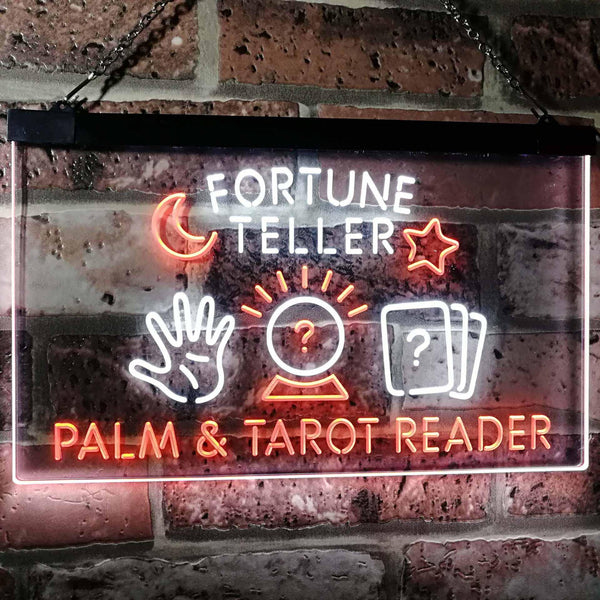 FORTUNE
TELLER
? ?
PALM & TAROT READER